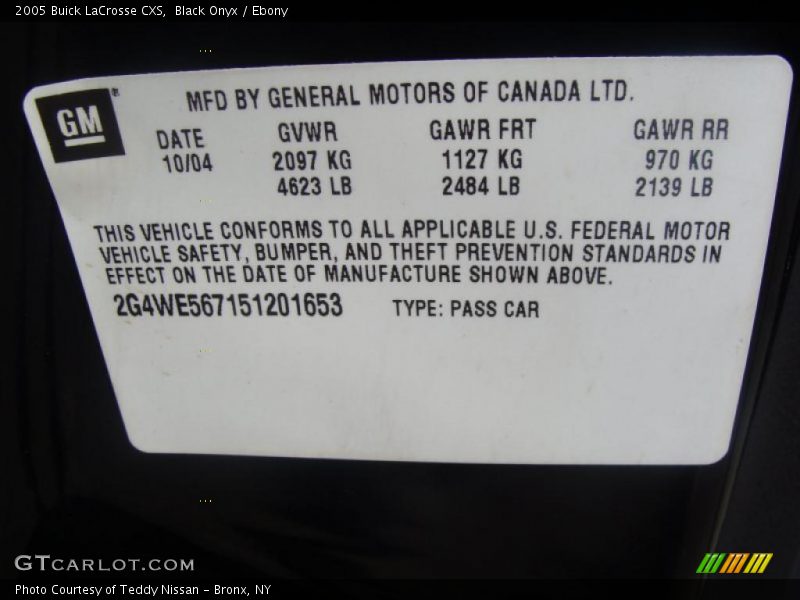 2005 Buick LaCrosse CXS,  Black Onyx / Ebony
GM
MFD BY GENERAL MOTORS OF CANADA LTD.
DATE GVWR GAWR FRT GAWR RR
10/04 2097 KG 1127 KG 970 KG
4623 LB 2484 LB 2139 LB
THIS VEHICLE CONFORMS TO ALL APPLICABLE U.S. FEDERAL MOTOR
VEHICLE SAFETY, BUMPER, AND THEFT PREVENTION STANDARDS IN
EFFECT ON THE DATE OF MANUFACTURE SHOWN ABOVE.
2G4WE567151201653 TYPE: PASS CAR
GTCARLOT.COM
Photo Courtesy of Teddy Nissan - Bronx, NY